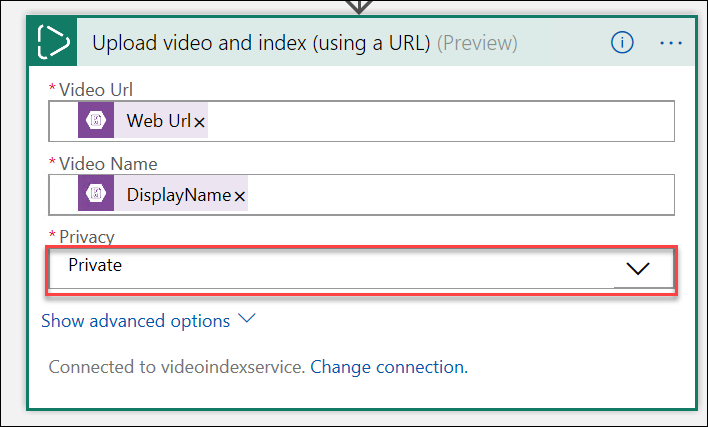 Upload video and index (using a URL) (Preview)
* Video Url
Web Url ×
* Video Name
DisplayName ×
* Privacy
Private
Show advanced options
Connected to videoindexservice. Change connection.